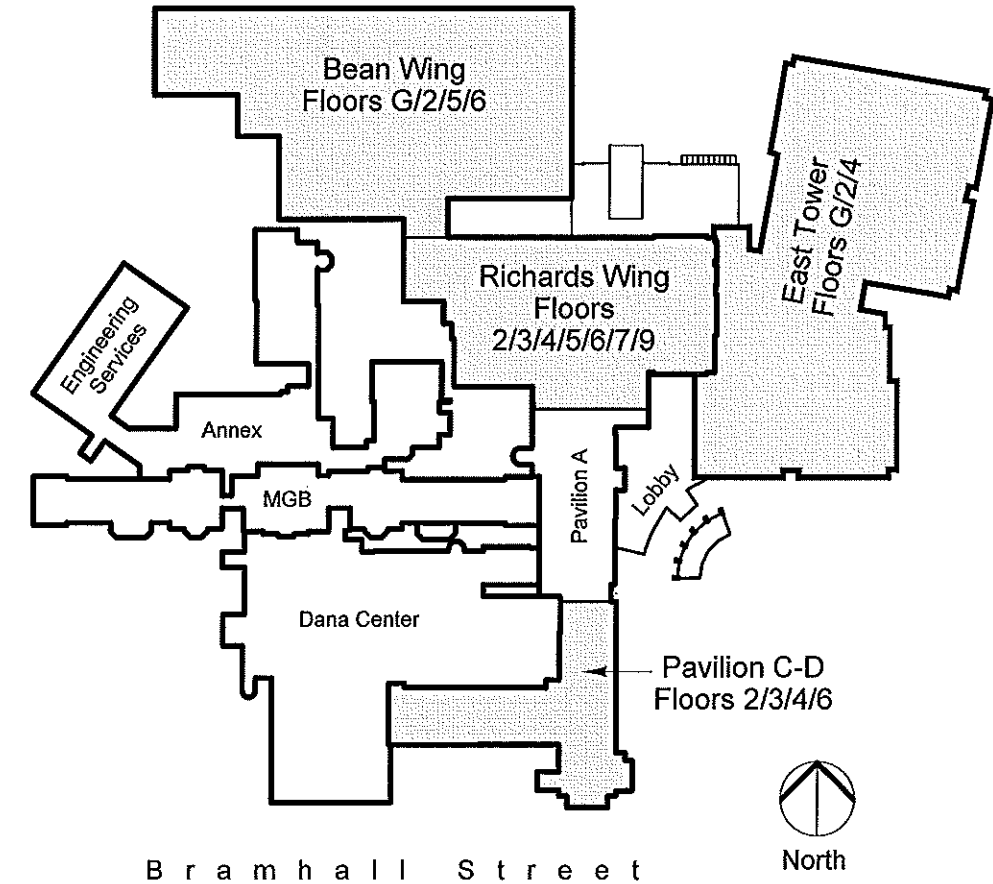 Bean Wing
Floors G/2/5/6
East Tower
Floors G/2/4
Richards Wing
Floors
2/3/4/5/6/7/9
Engineering
Services
Annex
MGB
Pavilion A
Lobby
Dana Center
Pavilion C-D
Floors 2/3/4/6
North
Bramhall Street